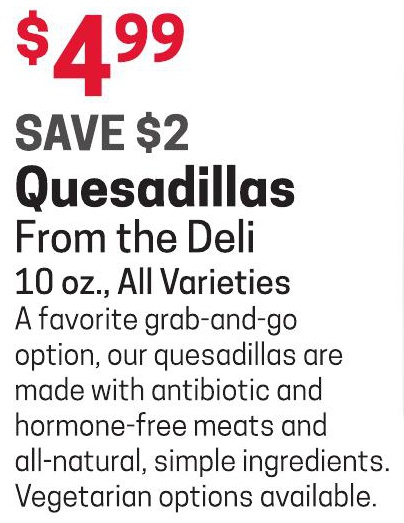 $4.99
SAVE $2
Quesadillas
From the Deli
10 oz., All Varieties
A favorite grab-and-go
option, our quesadillas are
made with antibiotic and
hormone-free meats and
all-natural, simple ingredients.
Vegetarian options available.